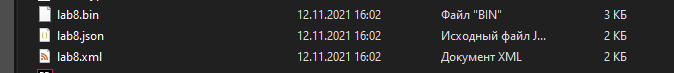 lab8.bin 12.11.2021 16:02 Файл "BIN" 3 КБ
lab8.json 12.11.2021 16:02 Исходный файл J... 2 КБ
lab8.xml 12.11.2021 16:02 Документ XML 2 КБ